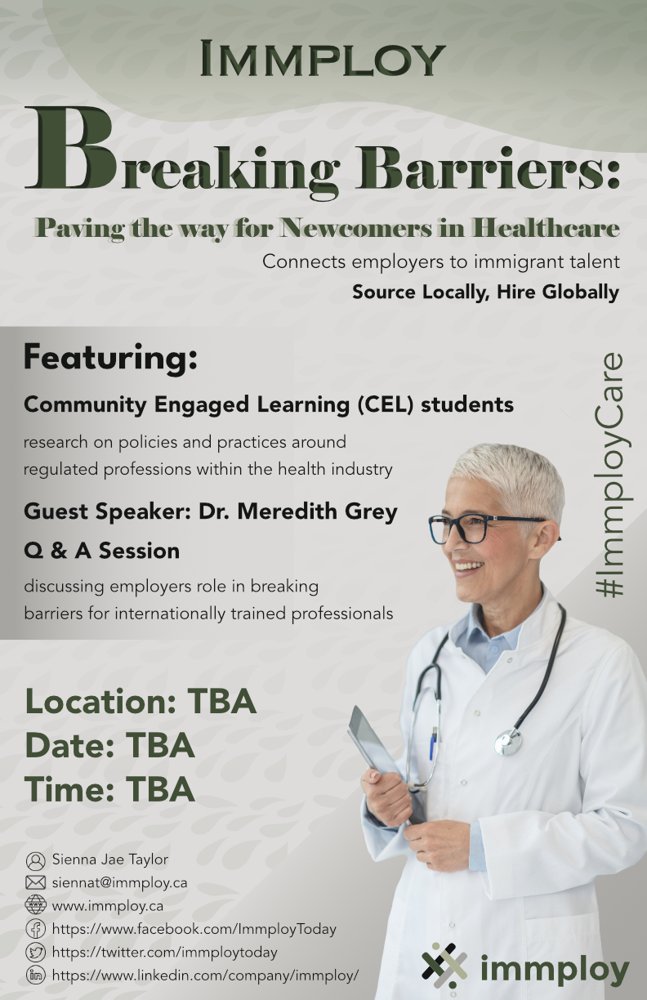 IMMPLOY
Breaking Barriers:
Paving the way for Newcomers in Healthcare
Connects employers to immigrant talent
Source Locally, Hire Globally
Featuring:
Community Engaged Learning (CEL) students
research on policies and practices around
regulated professions within the health industry
Guest Speaker: Dr. Meredith Grey
Q & A Session
discussing employers role in breaking
barriers for internationally trained professionals
#ImmployCare
Location: TBA
Date: TBA
Time: TBA
Sienna Jae Taylor
siennat@immploy.ca
www.immploy.ca
https://www.facebook.com/ImmployToday
https://twitter.com/immploytoday
https://www.linkedin.com/company/immploy/
immploy